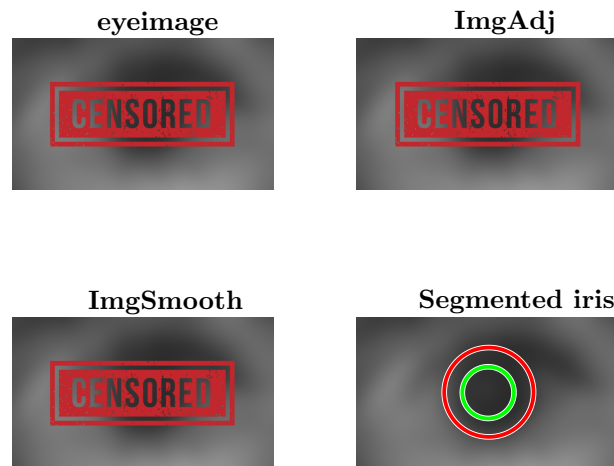 eyeimage
ImgAdj
CENSORED
CENSORED
ImgSmooth
Segmented iris
CENSORED